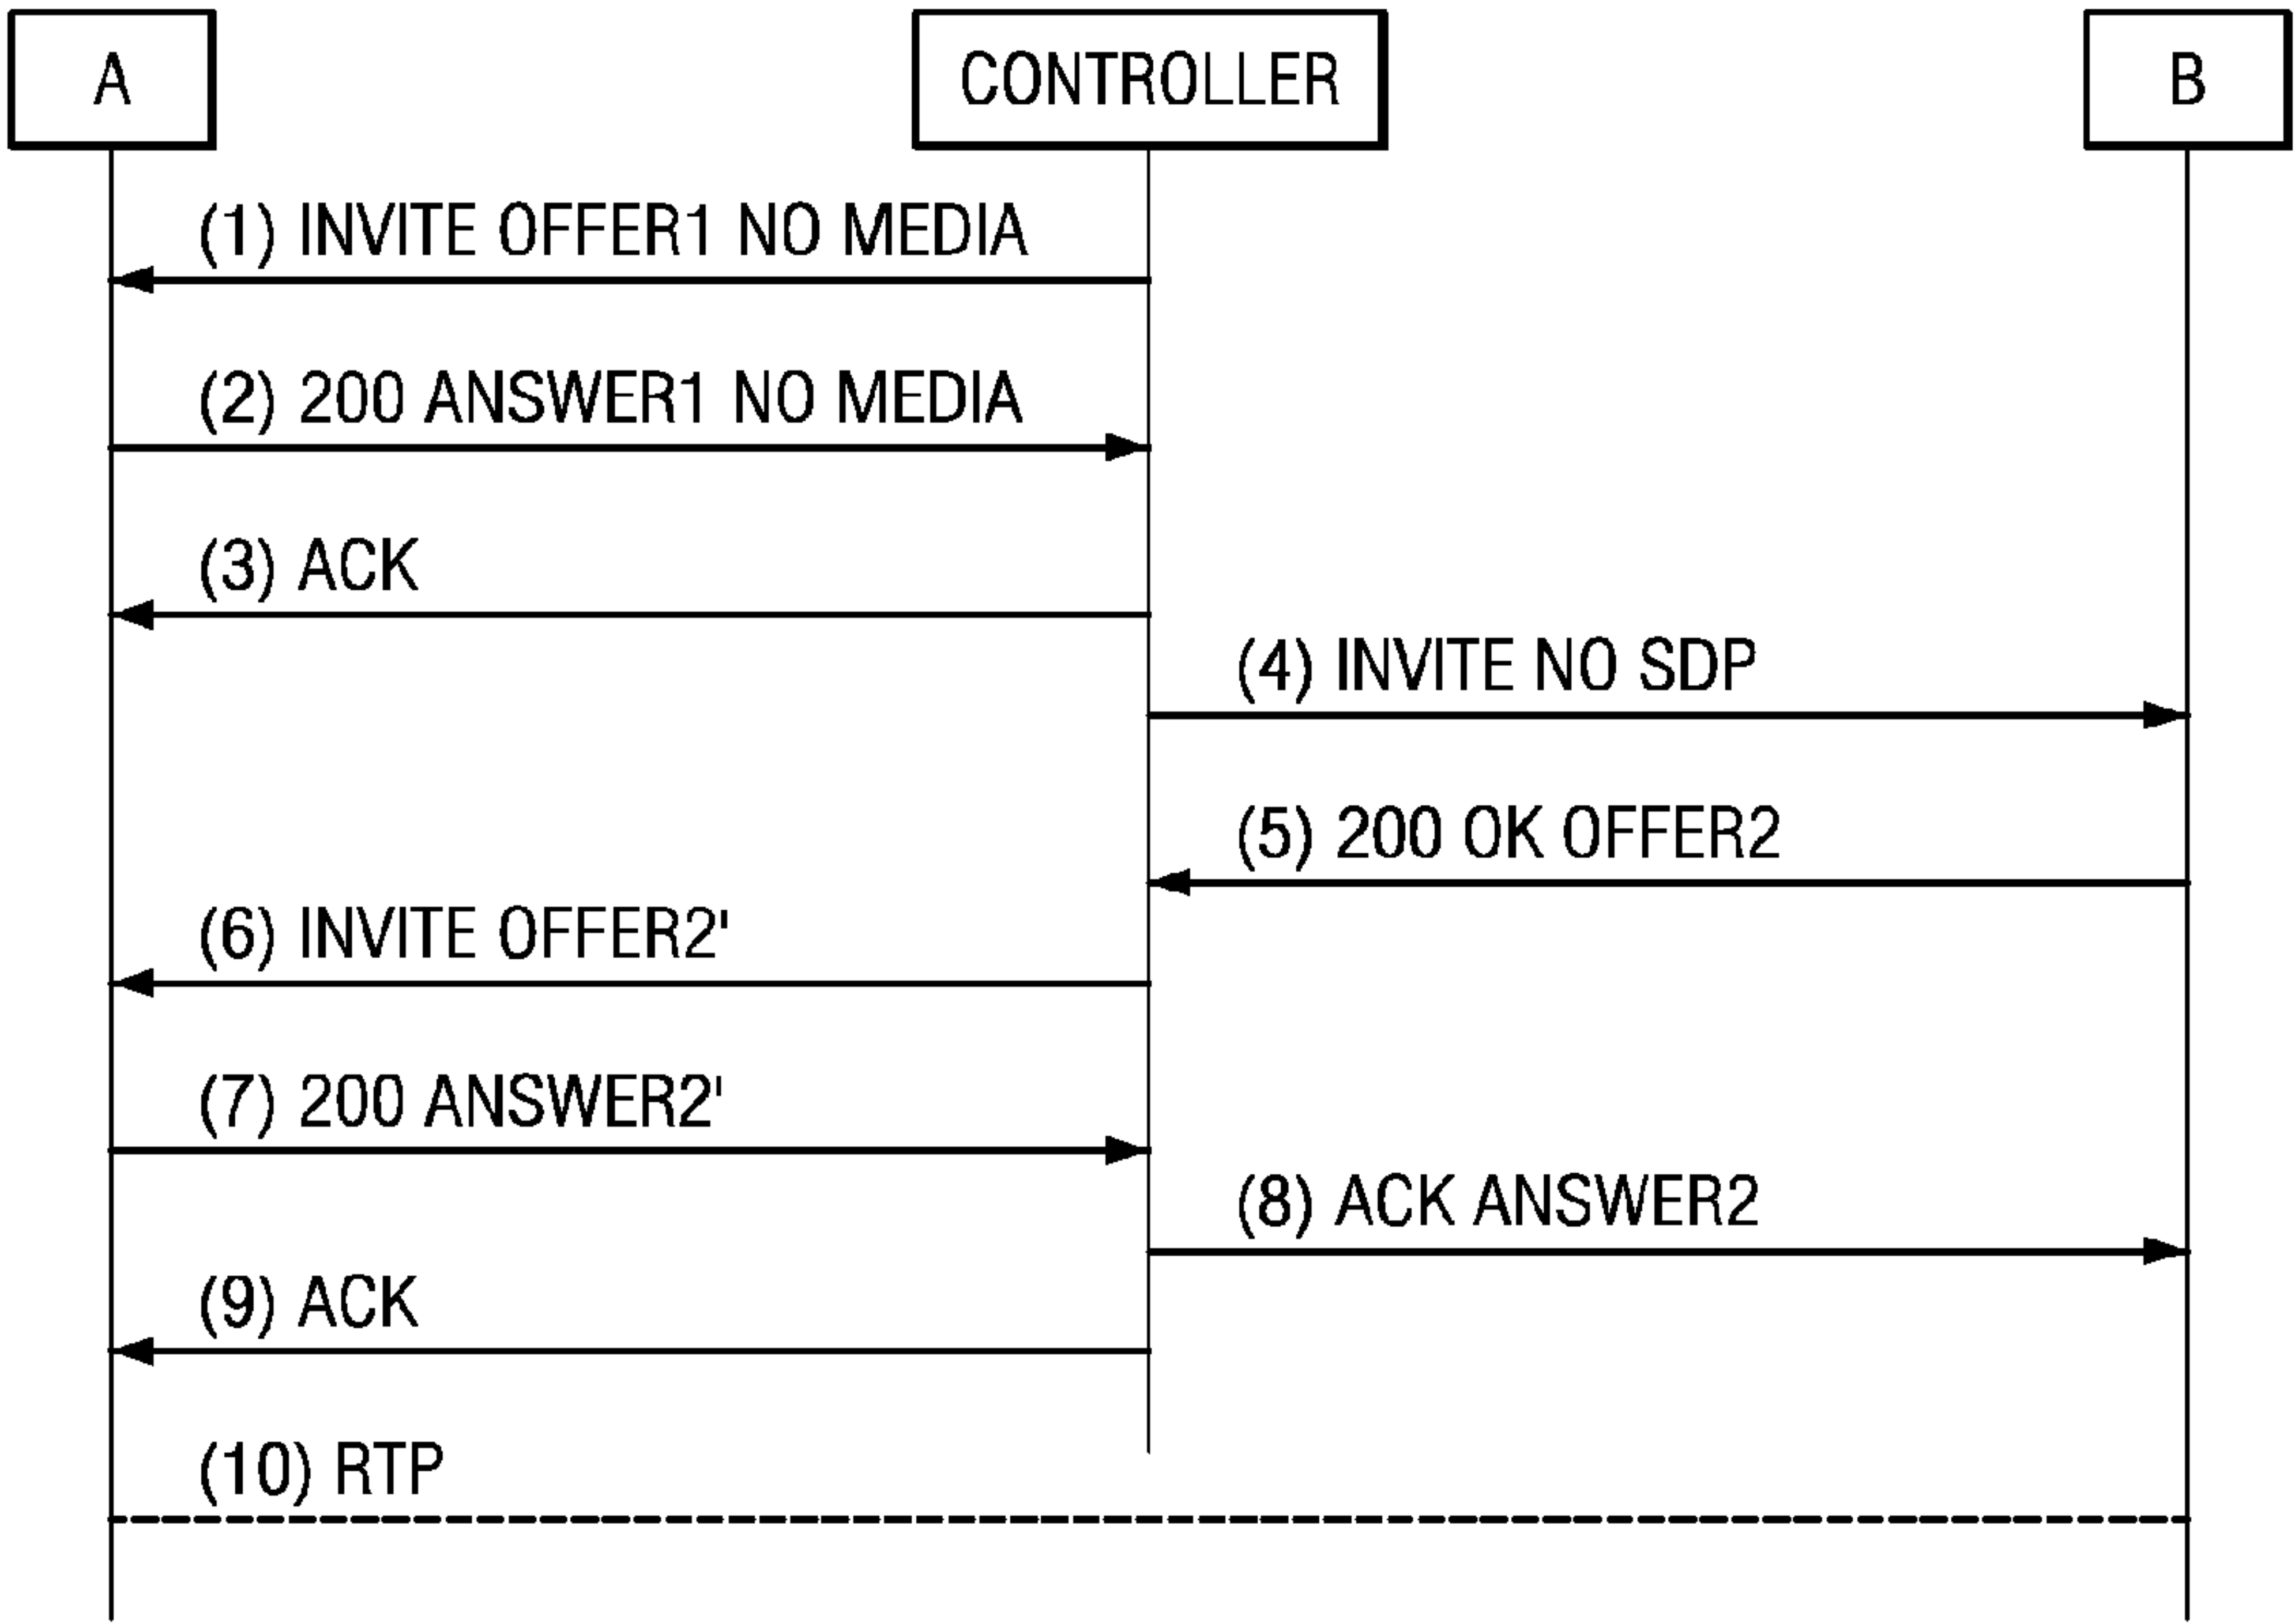 A
CONTROLLER
B
(1) INVITE OFFER1 NO MEDIA
(2) 200 ANSWER1 NO MEDIA
(3) ACK
(4) INVITE NO SDP
(5) 200 OK OFFER2
(6) INVITE OFFER2'
(7) 200 ANSWER2'
(8) ACK ANSWER2
(9) ACK
(10) RTP